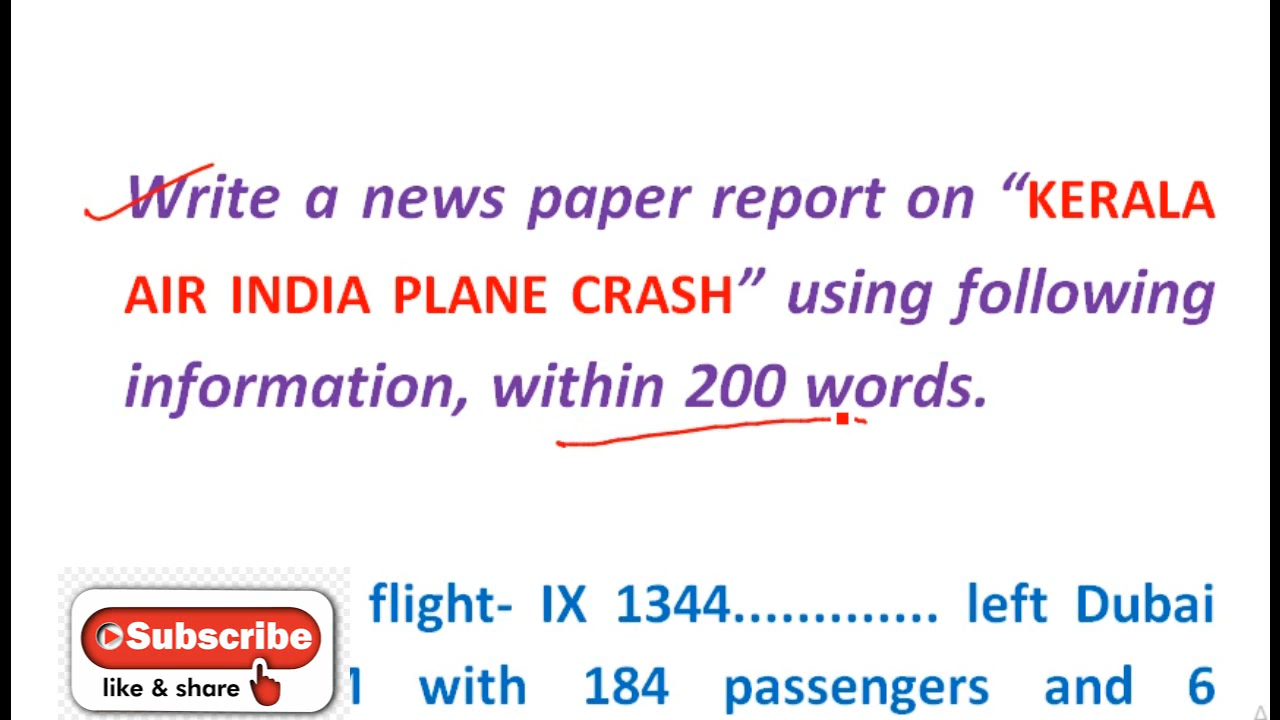 Write a news paper report on “KERALA
AIR INDIA PLANE CRASH” using following
information, within 200 words.
flight- IX 1344............. left Dubai
with 184 passengers and 6
Subscribe
like & share